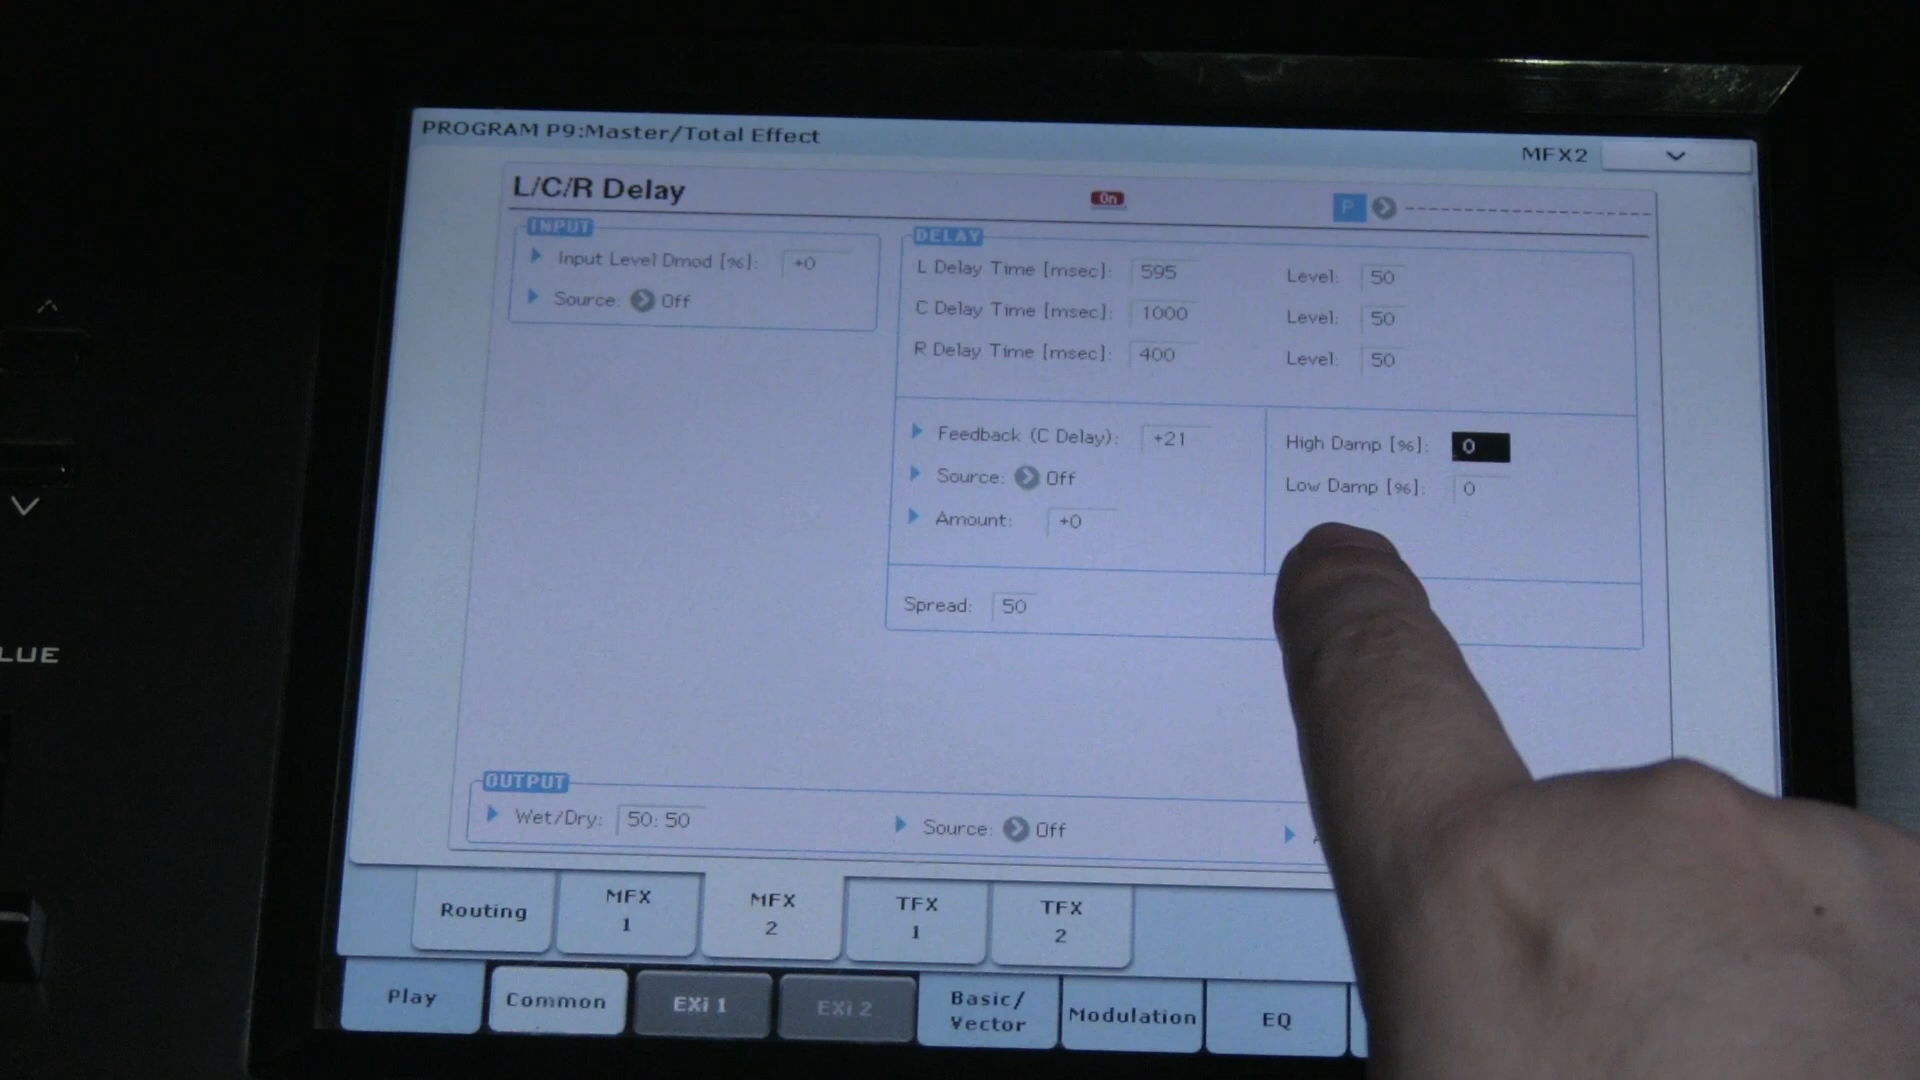 PROGRAM P9:Master/Total Effect
MFX2
L/C/R Delay
On
P
INPUT
Input Level Dmod [%]: +0
Source: Off
DELAY
L Delay Time [msec]: 595 Level: 50
C Delay Time [msec]: 1000 Level: 50
R Delay Time [msec]: 400 Level: 50
Feedback (C Delay): +21
Source: Off
Amount: +0
High Damp [%]: 0
Low Damp [%]: 0
Spread: 50
LUE
OUTPUT
Wet/Dry: 50:50
Source: Off
Routing
MFX
1
MFX
2
TFX
1
TFX
2
Play
Common
EXi 1
EXi 2
Basic/
Vector
Modulation
EQ